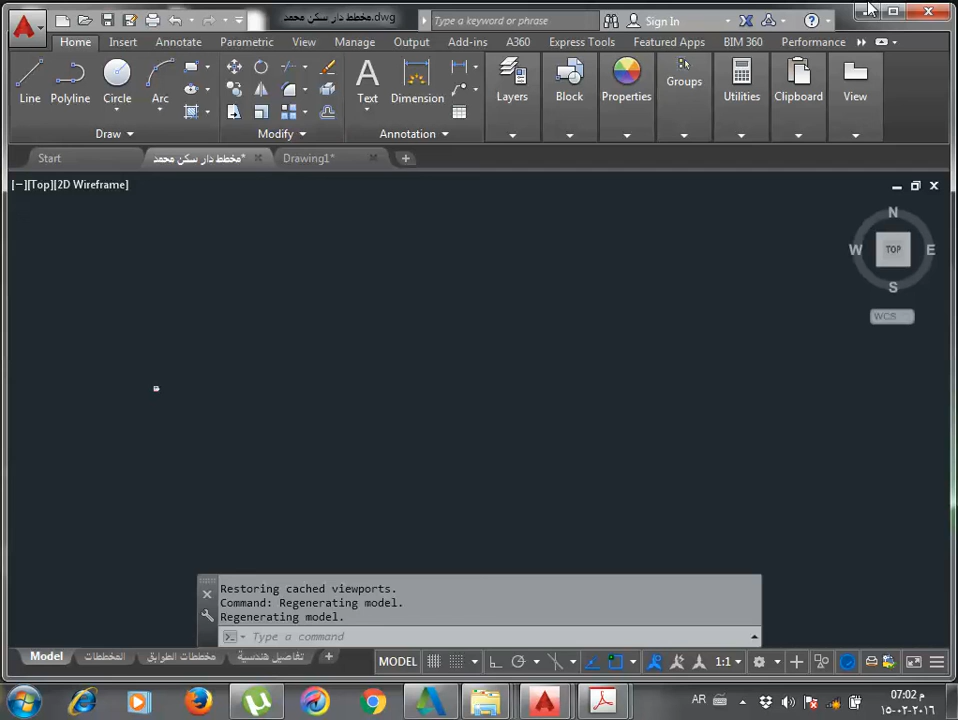 مخطط دار سكن محمد.dwg
Type a keyword or phrase
Sign In
Home Insert Annotate Parametric View Manage Output Add-ins A360 Express Tools Featured Apps BIM 360 Performance
Line Polyline Circle Arc Text Dimension Layers Block Properties Groups Utilities Clipboard View
Draw Modify Annotation
Start مخطط دار سكن محمد* Drawing1*
[−][Top][2D Wireframe]
N
W TOP E
S
WCS
Restoring cached viewports.
Command: Regenerating model.
Regenerating model.
Type a command
Model المخططات مخططات الطوابق تفاصيل هندسية MODEL 1:1
AR 07:02 م
١٥-٠٢-٢٠١٦